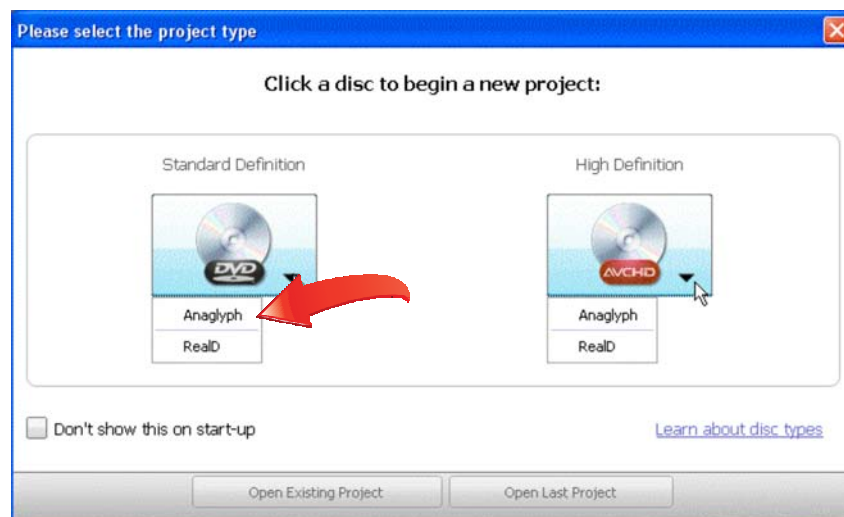 Please select the project type
Click a disc to begin a new project:
Standard Definition
High Definition
DVD
AVCHD
Anaglyph
Anaglyph
RealD
RealD
Don't show this on start-up
Learn about disc types
Open Existing Project
Open Last Project